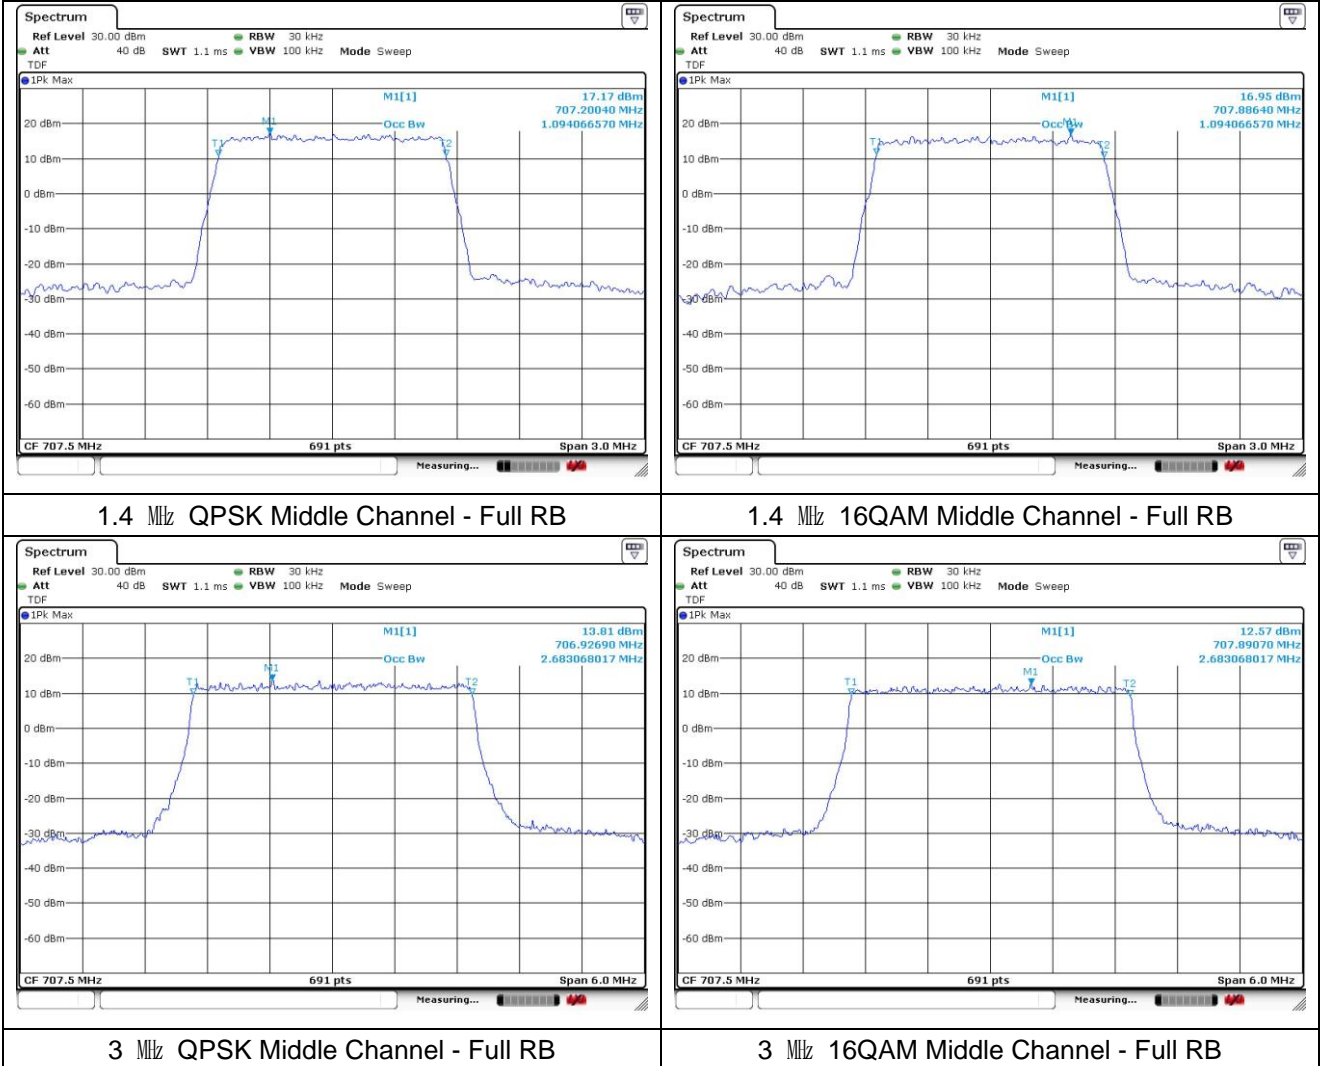 Spectrum
Ref Level 30.00 dBm RBW 30 kHz
Att 40 dB SWT 1.1 ms VBW 100 kHz Mode Sweep
TDF
1Pk Max
M1[1] 17.17 dBm
707.20040 MHz
20 dBm M1 Occ Bw 1.094066570 MHz
T1 T2
10 dBm
0 dBm
-10 dBm
-20 dBm
-30 dBm
-40 dBm
-50 dBm
-60 dBm
CF 707.5 MHz 691 pts Span 3.0 MHz
Measuring...
1.4 ㎒ QPSK Middle Channel - Full RB
Spectrum
Ref Level 30.00 dBm RBW 30 kHz
Att 40 dB SWT 1.1 ms VBW 100 kHz Mode Sweep
TDF
1Pk Max
M1[1] 16.95 dBm
707.88640 MHz
20 dBm Occ Bw M1 1.094066570 MHz
T1 T2
10 dBm
0 dBm
-10 dBm
-20 dBm
-30 dBm
-40 dBm
-50 dBm
-60 dBm
CF 707.5 MHz 691 pts Span 3.0 MHz
Measuring...
1.4 ㎒ 16QAM Middle Channel - Full RB
Spectrum
Ref Level 30.00 dBm RBW 30 kHz
Att 40 dB SWT 1.1 ms VBW 100 kHz Mode Sweep
TDF
1Pk Max
M1[1] 13.81 dBm
706.92690 MHz
20 dBm Occ Bw 2.683068017 MHz
M1
T1 T2
10 dBm
0 dBm
-10 dBm
-20 dBm
-30 dBm
-40 dBm
-50 dBm
-60 dBm
CF 707.5 MHz 691 pts Span 6.0 MHz
Measuring...
3 ㎒ QPSK Middle Channel - Full RB
Spectrum
Ref Level 30.00 dBm RBW 30 kHz
Att 40 dB SWT 1.1 ms VBW 100 kHz Mode Sweep
TDF
1Pk Max
M1[1] 12.57 dBm
707.89070 MHz
20 dBm Occ Bw 2.683068017 MHz
M1
T1 T2
10 dBm
0 dBm
-10 dBm
-20 dBm
-30 dBm
-40 dBm
-50 dBm
-60 dBm
CF 707.5 MHz 691 pts Span 6.0 MHz
Measuring...
3 ㎒ 16QAM Middle Channel - Full RB